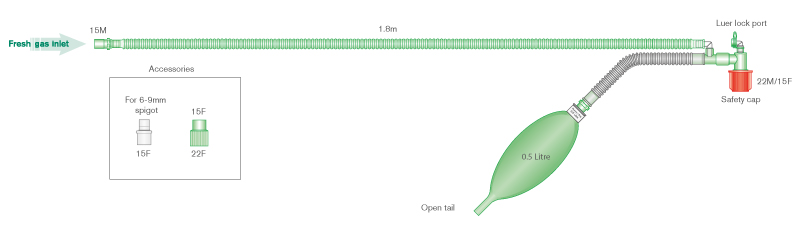 Luer lock port
15M
1.8m
Fresh gas inlet
Accessories
22M/15F
Safety cap
For 6-9mm
spigot
15F
15F
22F
0.5 Litre
Open tail